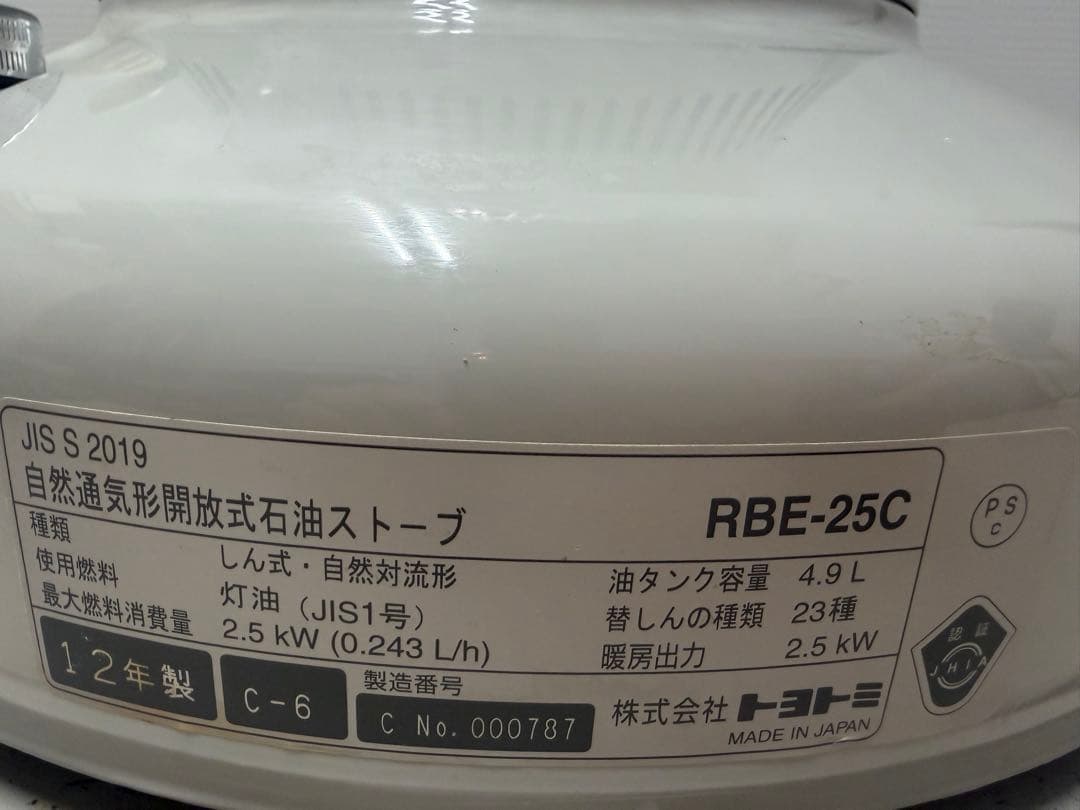 JIS S 2019
自然通気形開放式石油ストーブ RBE-25C
種類 しん式・自然対流形
使用燃料 灯油 (JIS1号)
最大燃料消費量 2.5 kW (0.243 L/h)
油タンク容量 4.9 L
替しんの種類 23種
暖房出力 2.5 kW
12年製
C-6
製造番号
C No. 000787
株式会社 トヨトミ
MADE IN JAPAN
PS
C
認証
JHIA